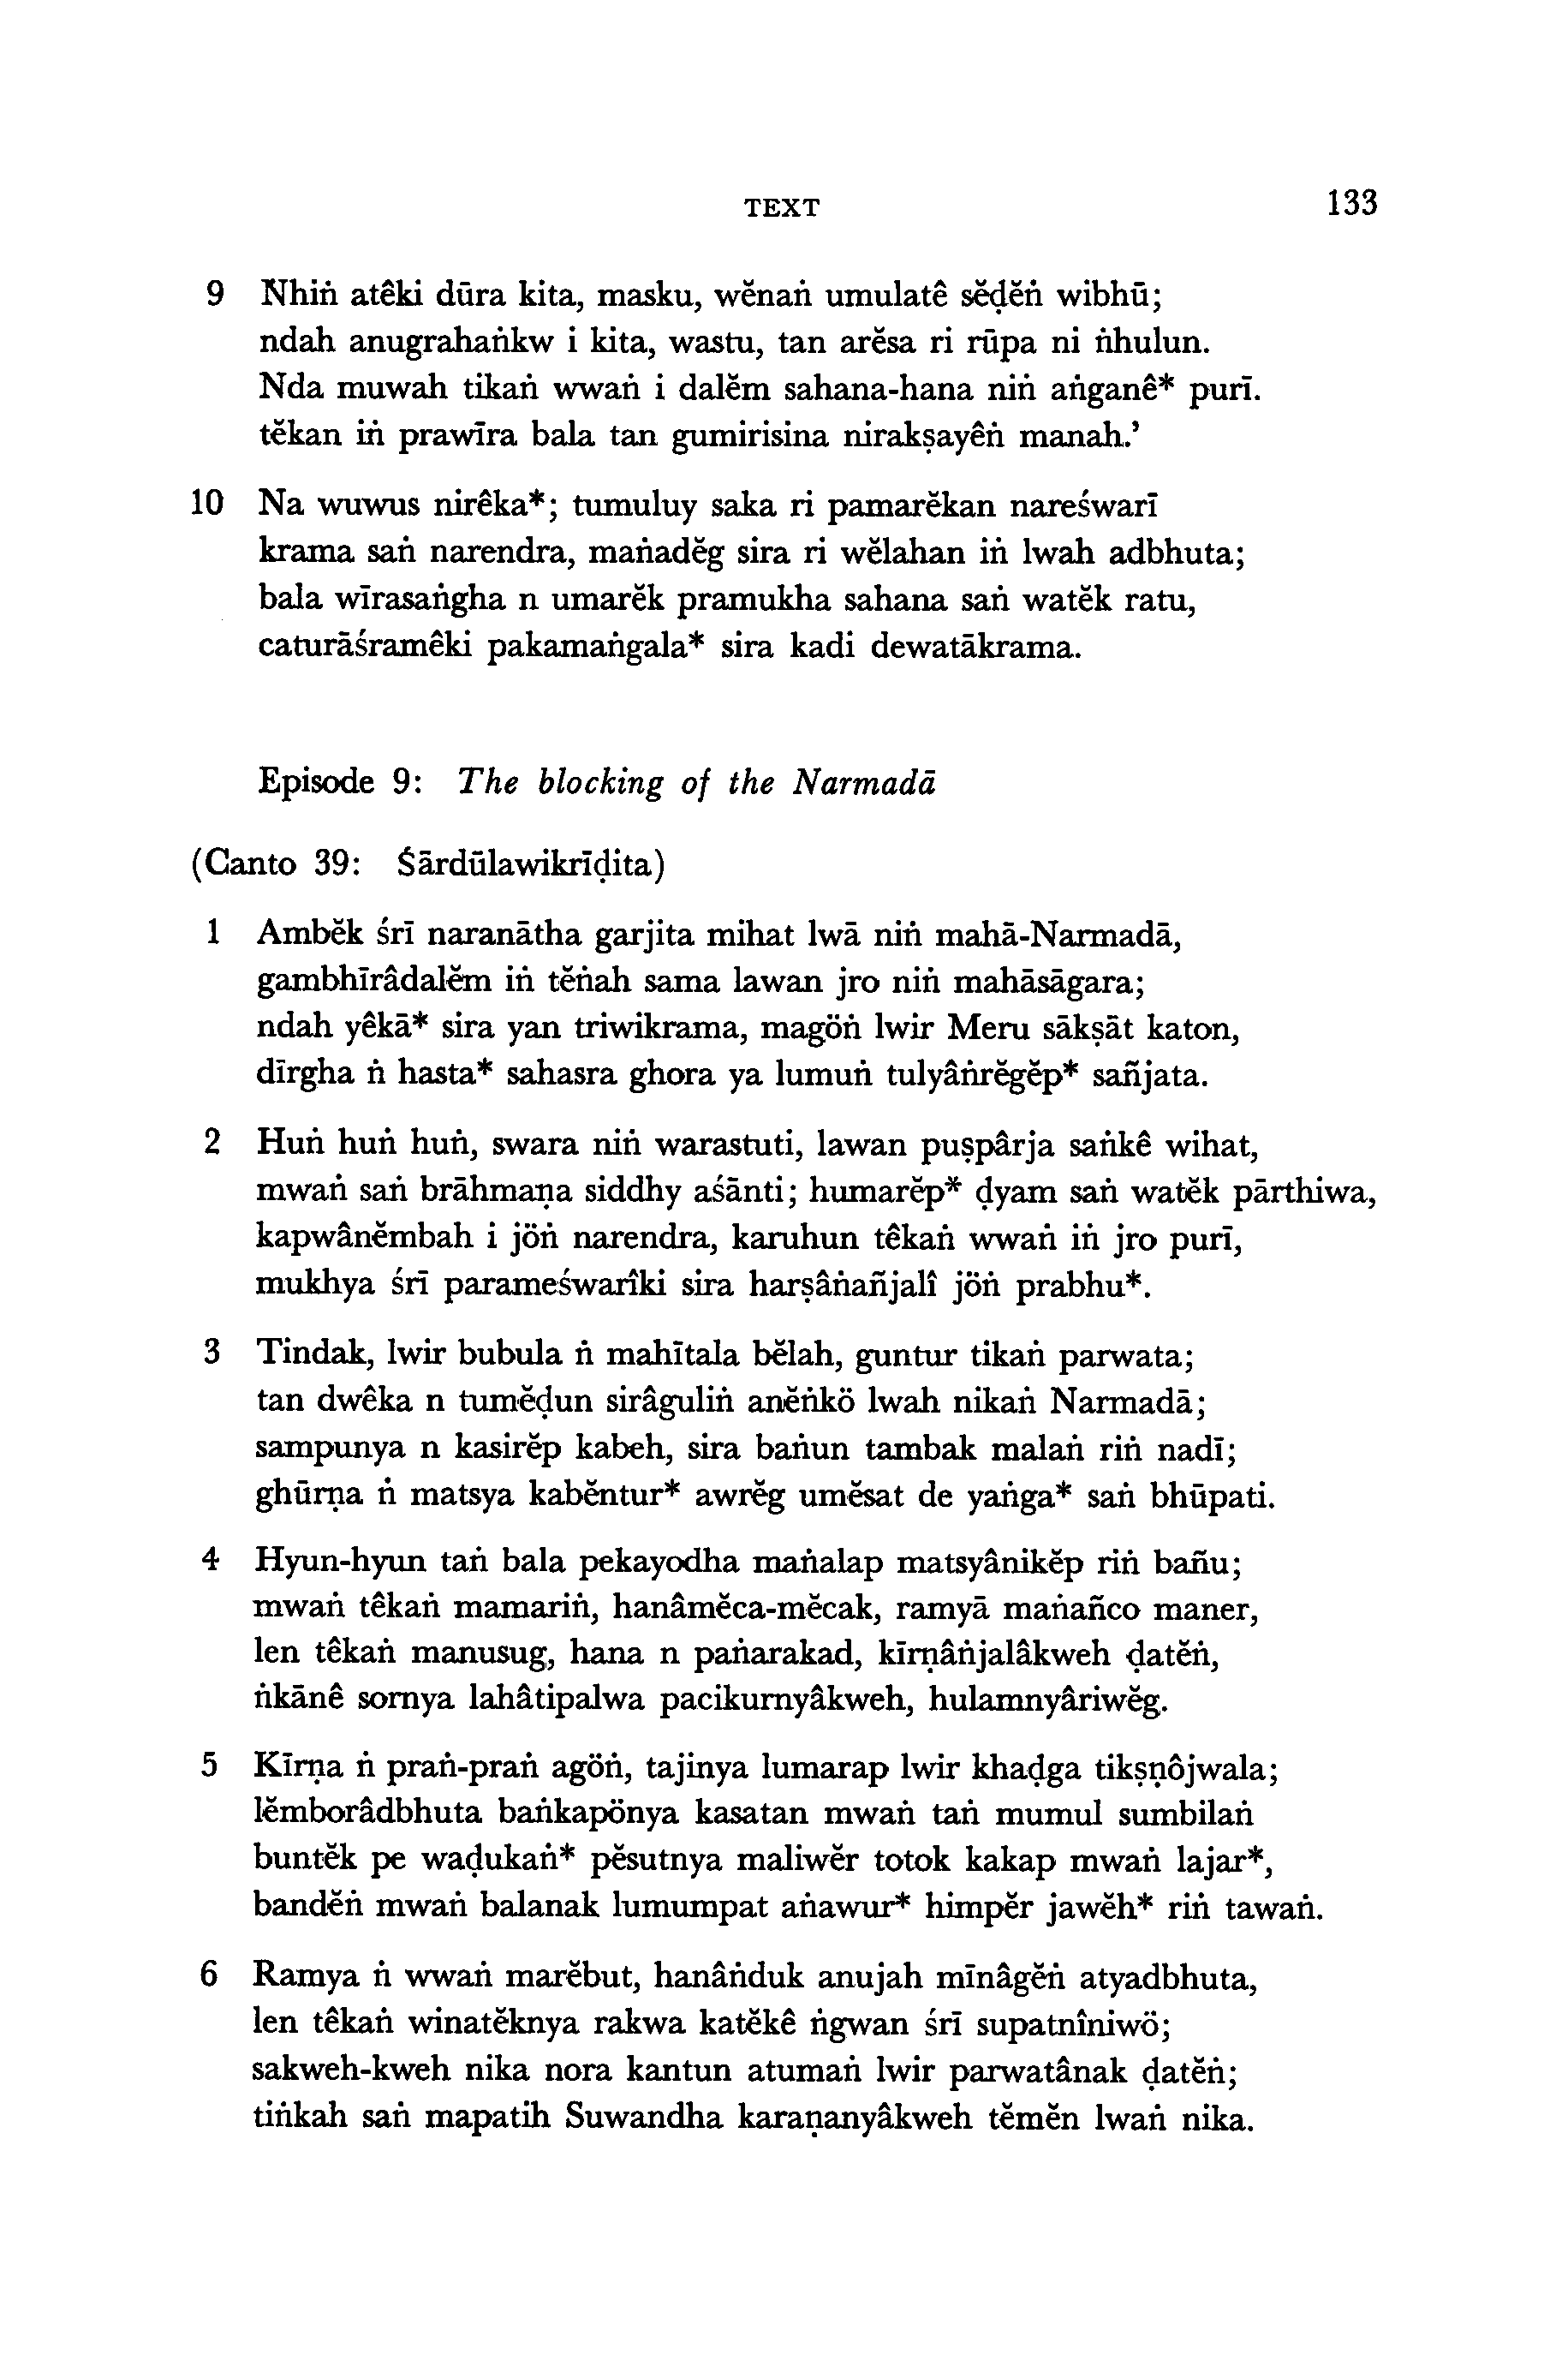 TEXT 133
9 Nhiṅ atêki dūra kita, masku, wĕnaṅ umulatê sĕḍĕṅ wibhū;
ndah anugrahaṅkw i kita, wastu, tan arĕsa ri rūpa ni ṅhulun.
Nda muwah tikaṅ wwaṅ i dalĕm sahana-hana niṅ aṅganê* purī.
tĕkan iṅ prawīra bala tan gumirisina nirakṣayêṅ manah.’
10 Na wuwus nirêka*; tumuluy saka ri pamarĕkan nareśwarī
krama saṅ narendra, maṅadĕg sira ri wĕlahan iṅ lwah adbhuta;
bala wīrasaṅgha n umarĕk pramukha sahana saṅ watĕk ratu,
caturāśramêki pakamaṅgala* sira kadi dewatākrama.
Episode 9: The blocking of the Narmadā
(Canto 39: Śārdūlawikrīḍita)
1 Ambĕk śrī naranātha garjita mihat lwā niṅ mahā-Narmadā,
gambhīrâdalĕm iṅ tĕṅah sama lawan jro niṅ mahāsāgara;
ndah yêkā* sira yan triwikrama, magöṅ lwir Meru sākṣāt katon,
dīrgha ṅ hasta* sahasra ghora ya lumuṅ tulyâṅrĕgĕp* sañjata.
2 Huṅ huṅ huṅ, swara niṅ warastuti, lawan puṣpârja saṅkê wihat,
mwaṅ saṅ brāhmaṇa siddhy aśānti; humarĕp* ḍyam saṅ watĕk pārthiwa,
kapwânĕmbah i jöṅ narendra, karuhun têkaṅ wwaṅ iṅ jro purī,
mukhya śrī parameśwarîki sira harṣâṅañjalî jöṅ prabhu*.
3 Tindak, lwir bubula ṅ mahītala bĕlah, guntur tikaṅ parwata;
tan dwêka n tumĕḍun sirâguliṅ anĕṅkö lwah nikaṅ Narmadā;
sampunya n kasirĕp kabeh, sira baṅun tambak malaṅ riṅ nadī;
ghūrṇa ṅ matsya kabĕntur* awrĕg umĕsat de yaṅga* saṅ bhūpati.
4 Hyun-hyun taṅ bala pekayodha maṅalap matsyânikĕp riṅ bañu;
mwaṅ têkaṅ mamariṅ, hanâmĕca-mĕcak, ramyā maṅañco maner,
len têkaṅ manusug, hana n paṅarakad, kīrṇâṅjalâkweh ḍatĕṅ,
ṅkānê sornya lahâtipalwa pacikurnyâkweh, hulamnyâriwĕg.
5 Kīrṇa ṅ praṅ-praṅ agöṅ, tajinya lumarap lwir khaḍga tikṣṇôjwala;
lĕmborâdbhuta baṅkapönya kasatan mwaṅ taṅ mumul sumbilaṅ
buntĕk pe waḍukaṅ* pĕsutnya maliwĕr totok kakap mwaṅ lajar*,
bandĕṅ mwaṅ balanak lumumpat aṅawur* himpĕr jawĕh* riṅ tawaṅ.
6 Ramya ṅ wwaṅ marĕbut, hanâṅduk anujah mīnâgĕṅ atyadbhuta,
len têkaṅ winatĕknya rakwa katĕkê ṅgwan śrī supatnîniwö;
sakweh-kweh nika nora kantun atumaṅ lwir parwatânak ḍatĕṅ;
tiṅkah saṅ mapatih Suwandha karaṇanyâkweh tĕmĕn lwaṅ nika.